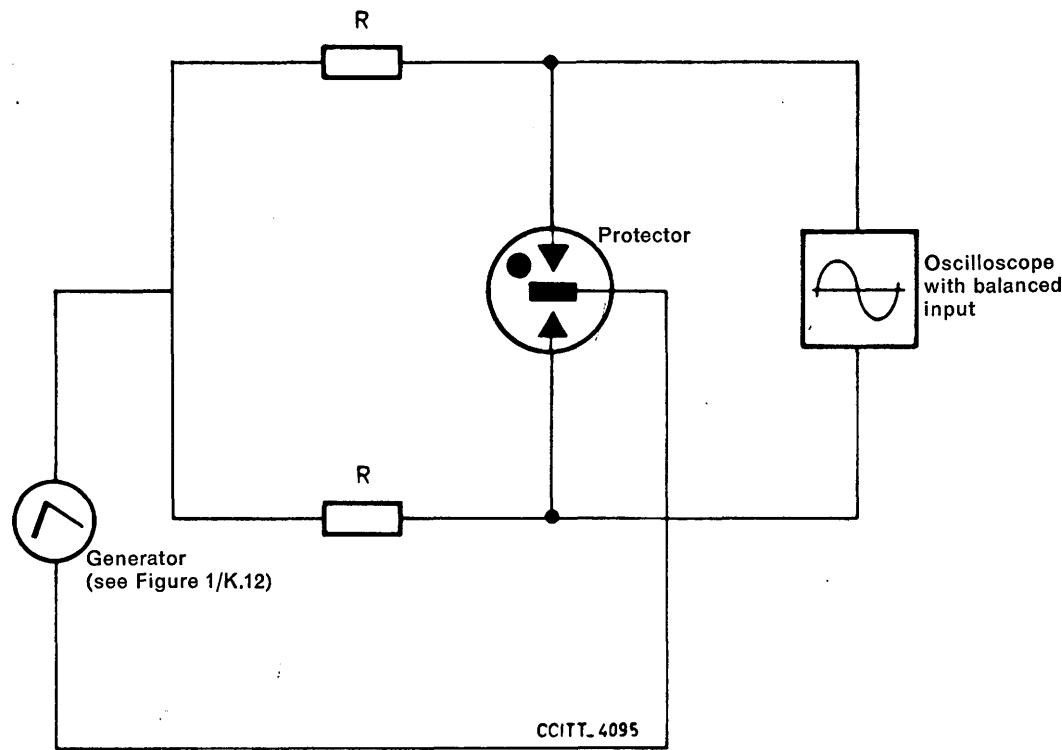 R
Protector
Oscilloscope
with balanced
input
R
Generator
(see Figure 1/K.12)
CCITT_4095